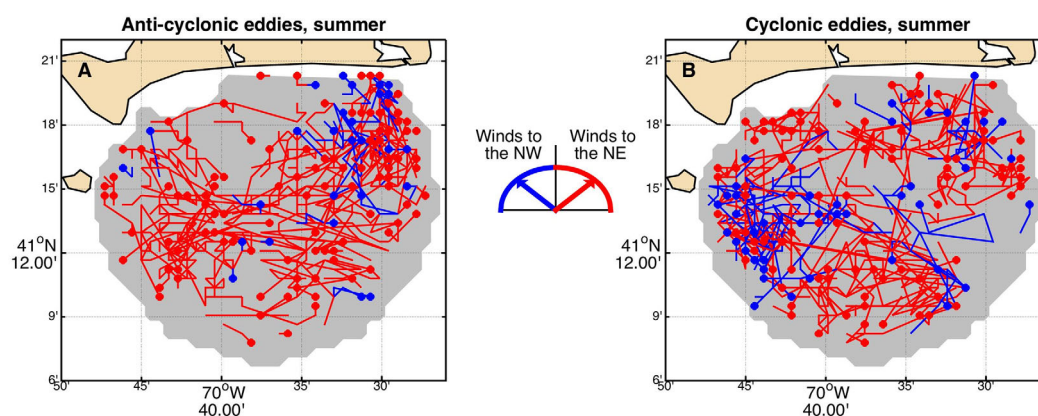 Anti-cyclonic eddies, summer
A
21'
18'
15'
41°N
12.00'
9'
6'
50'
45'
70°W
40.00'
35'
30'
Winds to
the NW
Winds to
the NE
Cyclonic eddies, summer
B
21'
18'
15'
41°N
12.00'
9'
6'
50'
45'
70°W
40.00'
35'
30'